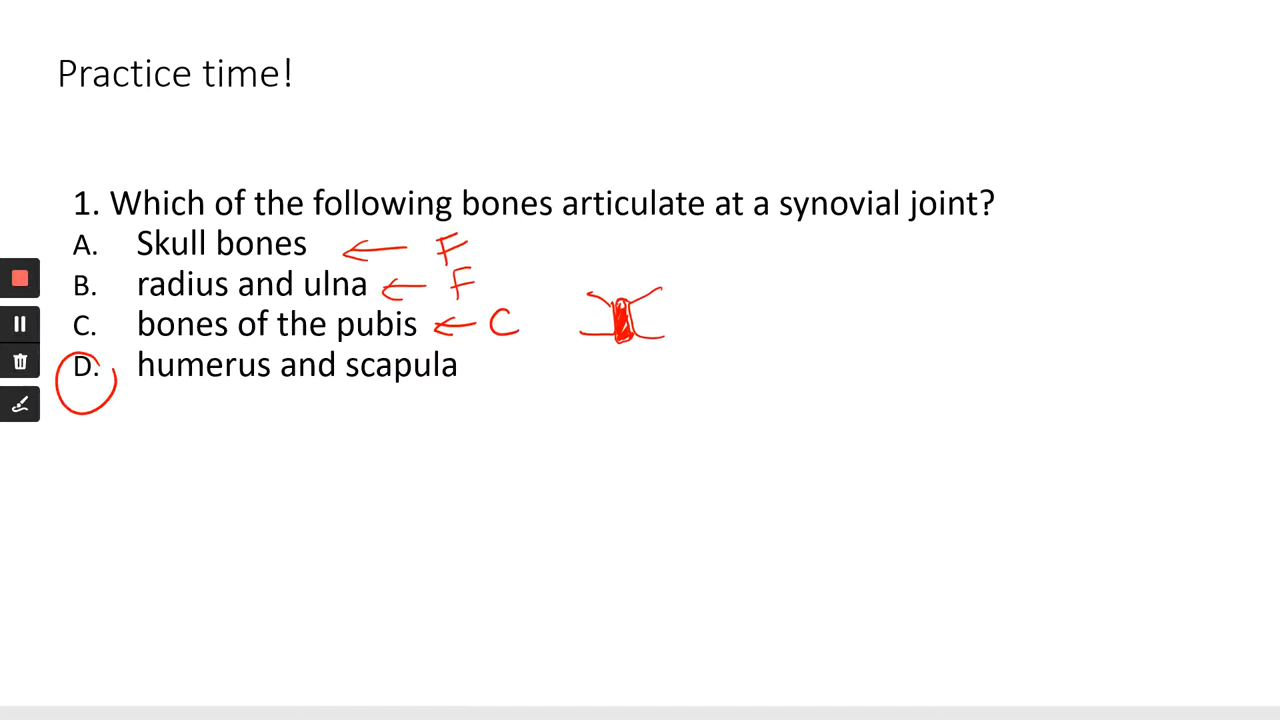 Practice time!
1. Which of the following bones articulate at a synovial joint?
A. Skull bones ← F
B. radius and ulna ← F
C. bones of the pubis ← C
D. humerus and scapula